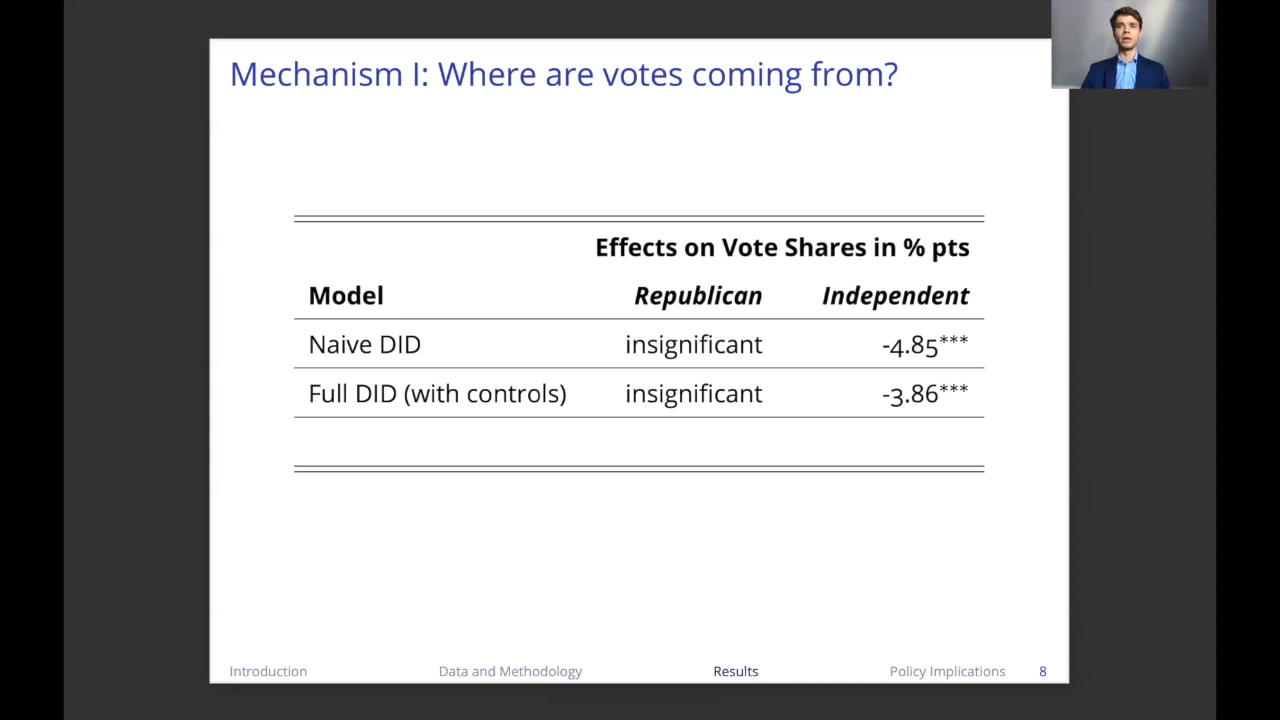 Mechanism I: Where are votes coming from?
Effects on Vote Shares in % pts
Model Republican Independent
Naive DID insignificant -4.85***
Full DID (with controls) insignificant -3.86***
Introduction Data and Methodology Results Policy Implications 8